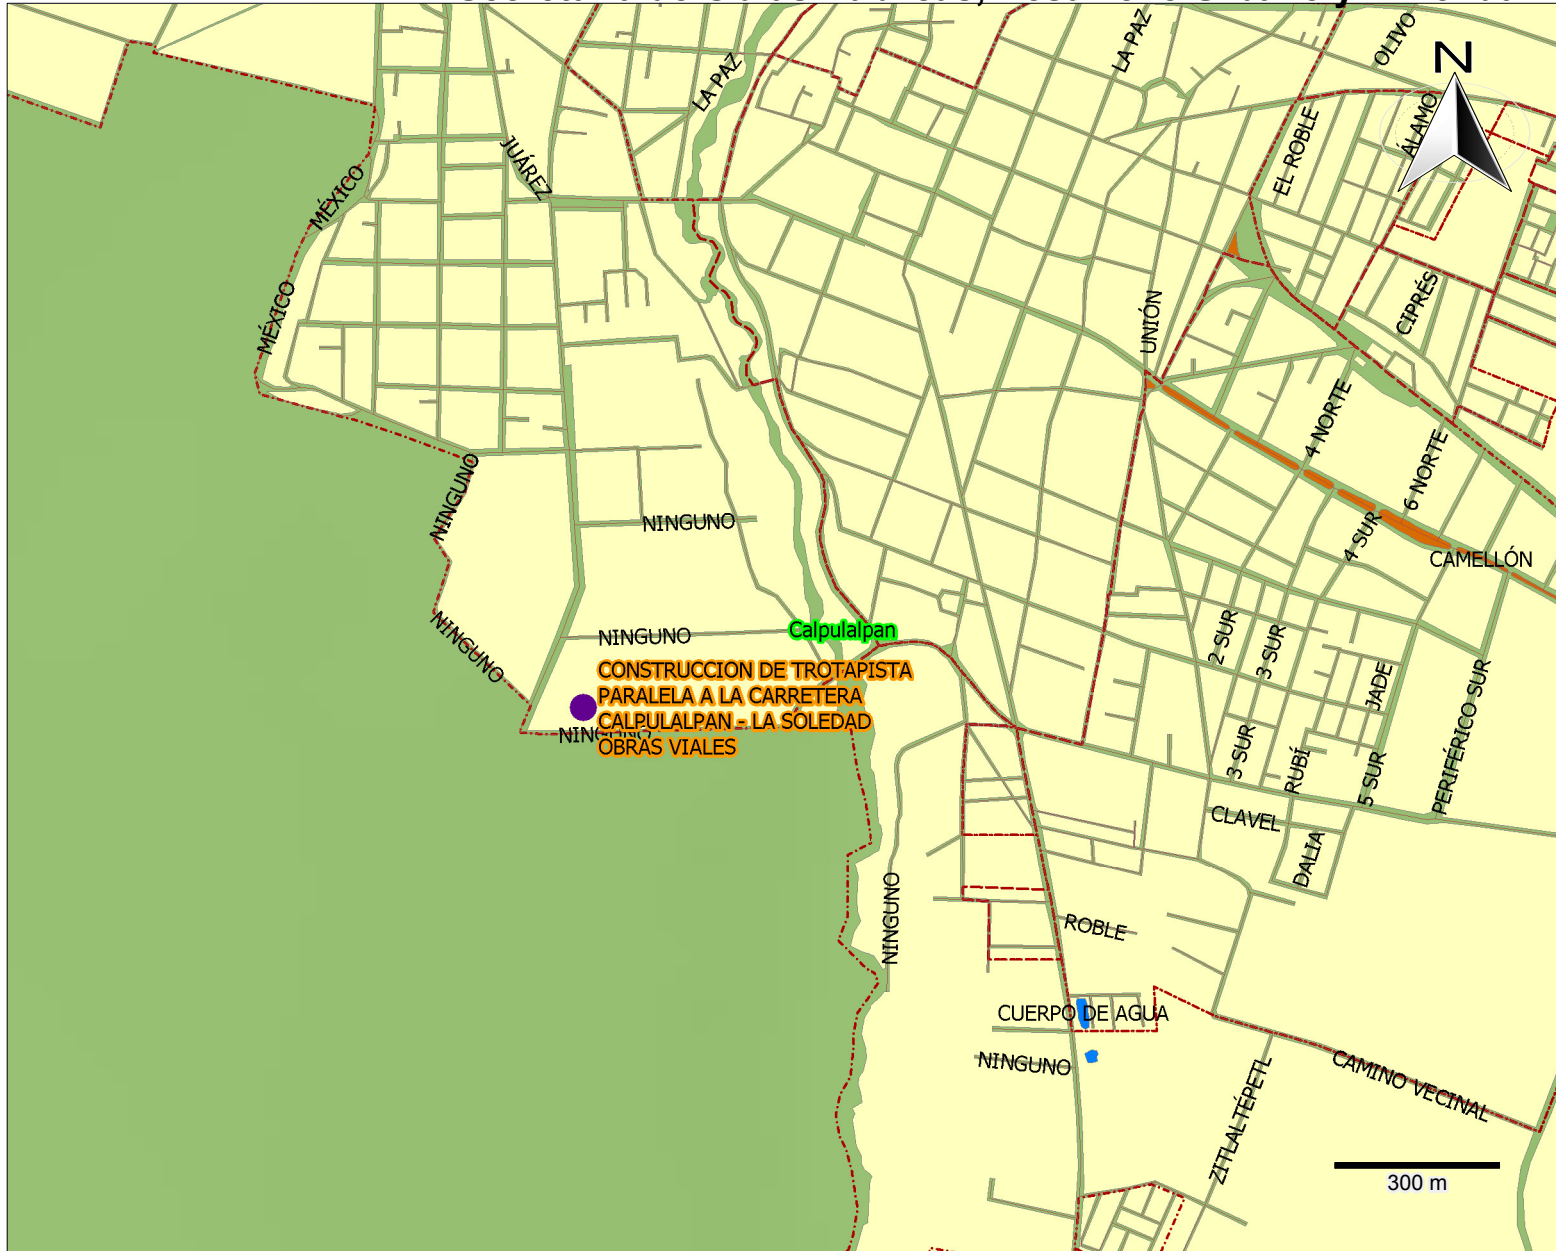 OLIVO
LA PAZ
N
LA PAZ
ÁLAMO
EL ROBLE
JUÁREZ
MÉXICO
MÉXICO
UNIÓN
CIPRÉS
4 NORTE
6 NORTE
NINGUNO
NINGUNO
4 SUR
CAMELLÓN
NINGUNO
NINGUNO
Calpulalpan
2 SUR
3 SUR
JADE
PERIFÉRICO SUR
CONSTRUCCION DE TROTAPISTA
PARALELA A LA CARRETERA
CALPULALPAN - LA SOLEDAD
OBRAS VIALES
NINGUNO
3 SUR
RUBÍ
5 SUR
CLAVEL
DALIA
NINGUNO
ROBLE
CUERPO DE AGUA
NINGUNO
CAMINO VECINAL
ZITLALTÉPETL
300 m